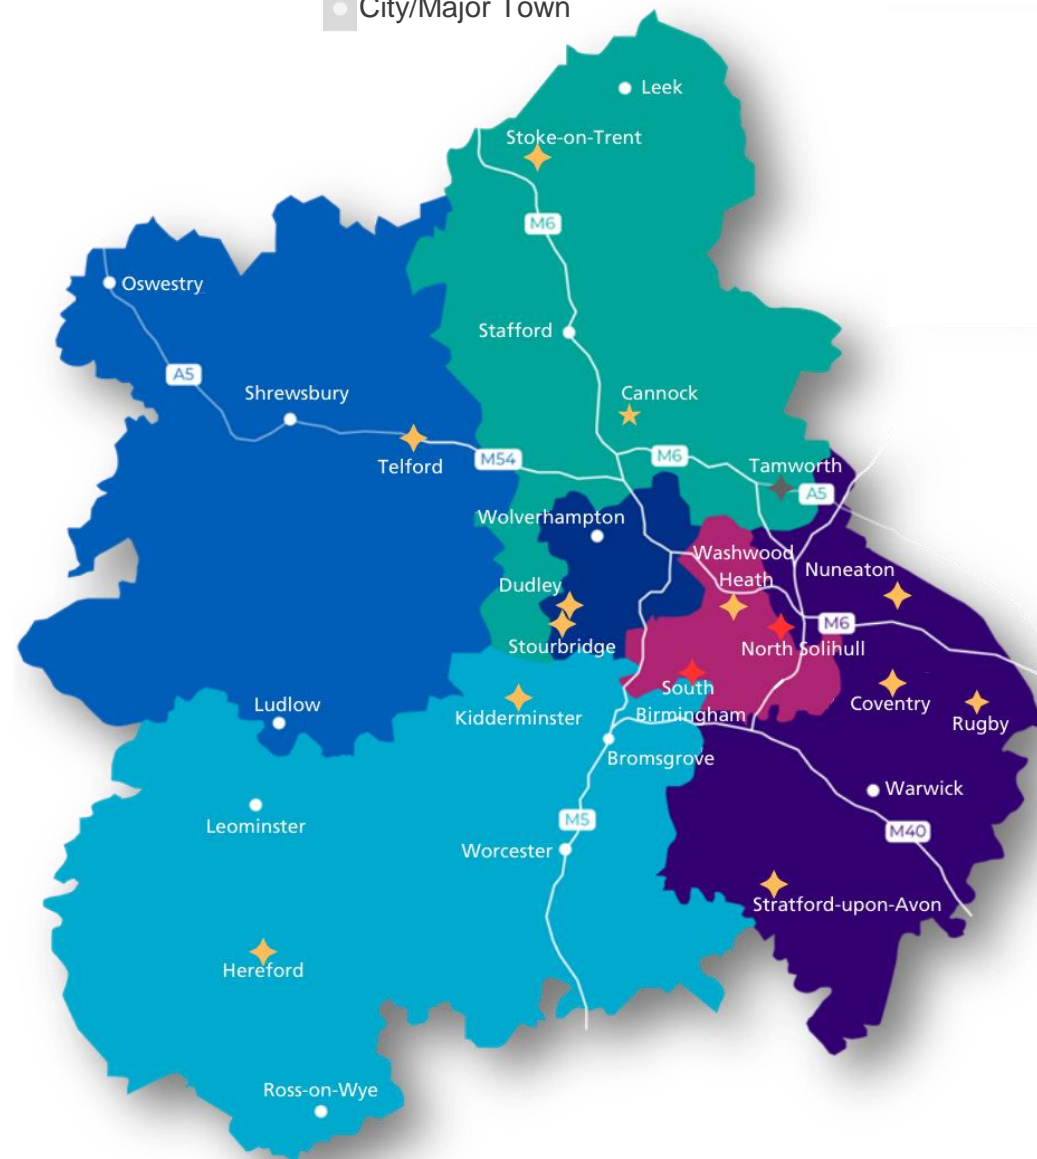 City/Major Town
Leek
Stoke-on-Trent
M6
Oswestry
Stafford
A5
Shrewsbury
Cannock
Telford
M54
M6
Tamworth
A5
Wolverhampton
Washwood
Heath
Nuneaton
Dudley
M6
Stourbridge
North Solihull
South
Birmingham
Coventry
Rugby
Ludlow
Kidderminster
Bromsgrove
Warwick
Leominster
M5
M40
Worcester
Stratford-upon-Avon
Hereford
Ross-on-Wye